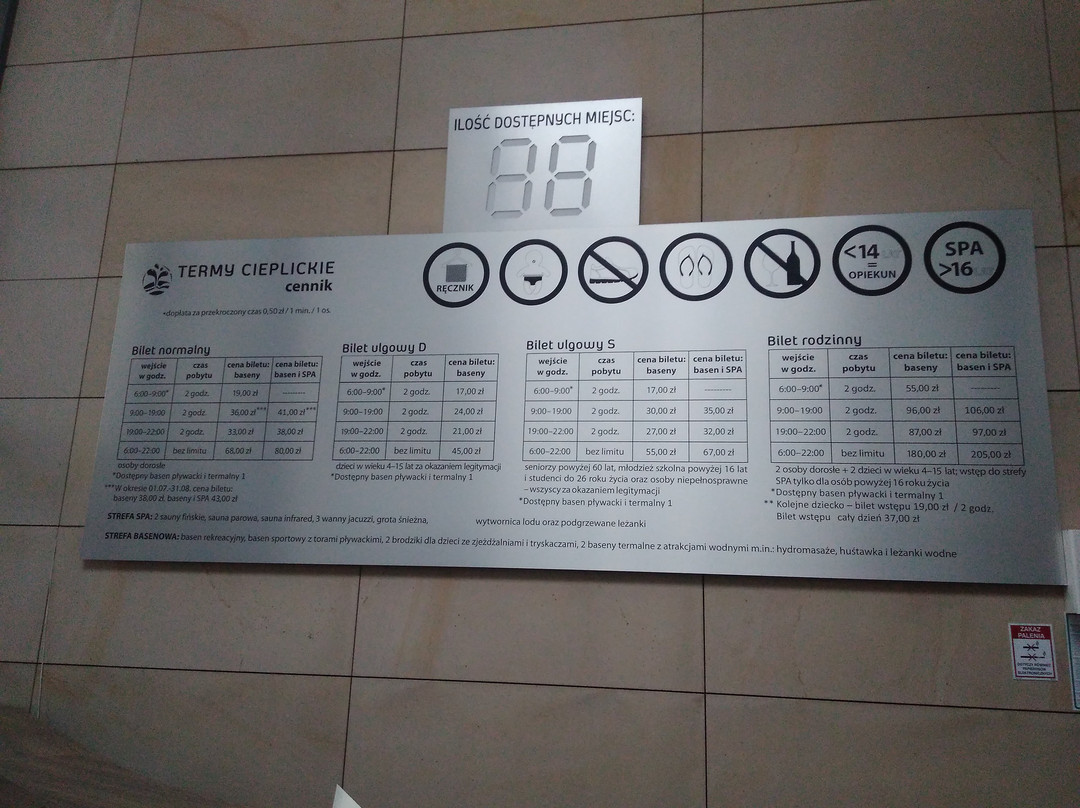 ILOŚĆ DOSTĘPNYCH MIEJSC:
88
TERMY CIEPLICKIE
cennik
*dopłata za przekroczony czas 0,50 zł / 1 min. / 1 os.
RĘCZNIK
<14
=
OPIEKUN
SPA
>16
Bilet normalny
wejście w godz. czas pobytu cena biletu: baseny cena biletu: basen i SPA
6:00–9:00* 2 godz. 19,00 zł ----------
9:00–19:00 2 godz. 36,00 zł*** 41,00 zł***
19:00–22:00 2 godz. 33,00 zł 38,00 zł
6:00–22:00 bez limitu 68,00 zł 80,00 zł
osoby dorosłe
*Dostępny basen pływacki i termalny 1
***W okresie 01.07.-31.08. cena biletu:
baseny 38,00 zł, baseny i SPA 43,00 zł
Bilet ulgowy D
wejście w godz. czas pobytu cena biletu: baseny
6:00–9:00* 2 godz. 17,00 zł
9:00–19:00 2 godz. 24,00 zł
19:00–22:00 2 godz. 21,00 zł
6:00–22:00 bez limitu 45,00 zł
dzieci w wieku 4–15 lat za okazaniem legitymacji
*Dostępny basen pływacki i termalny 1
Bilet ulgowy S
wejście w godz. czas pobytu cena biletu: baseny cena biletu: basen i SPA
6:00–9:00* 2 godz. 17,00 zł ----------
9:00–19:00 2 godz. 30,00 zł 35,00 zł
19:00–22:00 2 godz. 27,00 zł 32,00 zł
6:00–22:00 bez limitu 55,00 zł 67,00 zł
seniorzy powyżej 60 lat, młodzież szkolna powyżej 16 lat
i studenci do 26 roku życia oraz osoby niepełnosprawne
– wszyscy za okazaniem legitymacji
*Dostępny basen pływacki i termalny 1
Bilet rodzinny
wejście w godz. czas pobytu cena biletu: baseny cena biletu: basen i SPA
6:00–9:00* 2 godz. 55,00 zł ----------
9:00–19:00 2 godz. 96,00 zł 106,00 zł
19:00–22:00 2 godz. 87,00 zł 97,00 zł
6:00–22:00 bez limitu 180,00 zł 205,00 zł
2 osoby dorosłe + 2 dzieci w wieku 4–15 lat; wstęp do strefy
SPA tylko dla osób powyżej 16 roku życia
*Dostępny basen pływacki i termalny 1
** Kolejne dziecko – bilet wstępu 19,00 zł / 2 godz.
Bilet wstępu cały dzień 37,00 zł
STREFA SPA: 2 sauny fińskie, sauna parowa, sauna infrared, 3 wanny jacuzzi, grota śnieżna, wytwornica lodu oraz podgrzewane leżanki
STREFA BASENOWA: basen rekreacyjny, basen sportowy z torami pływackimi, 2 brodziki dla dzieci ze zjeżdżalniami i tryskaczami, 2 baseny termalne z atrakcjami wodnymi m.in.: hydromasaże, huśtawka i leżanki wodne
ZAKAZ
PALENIA